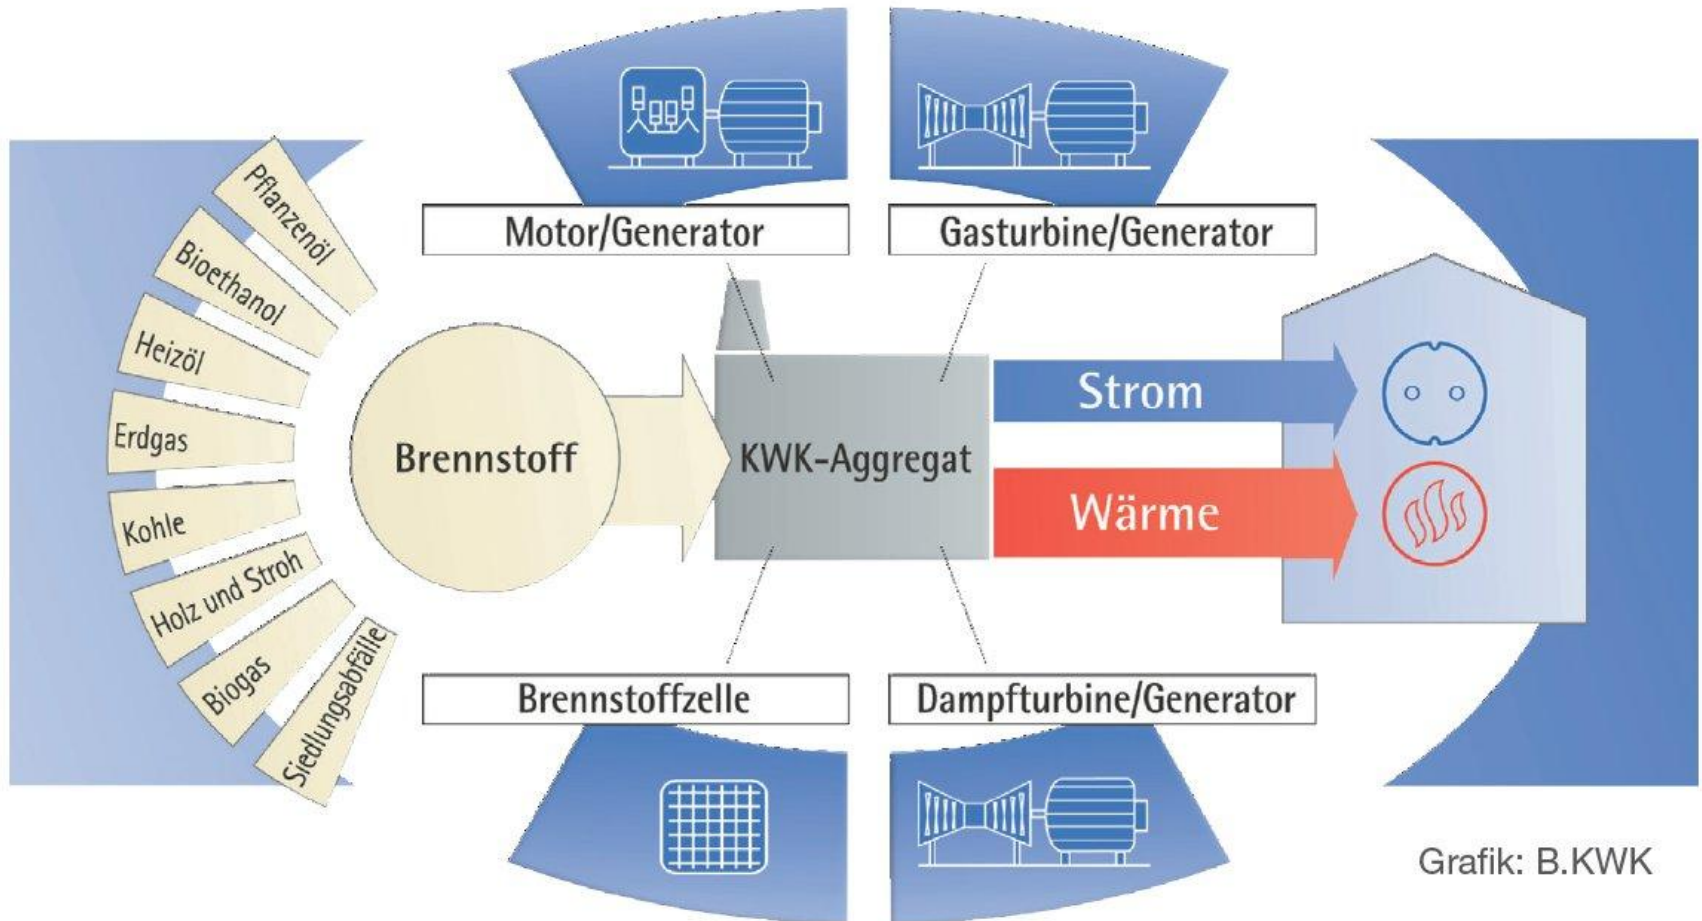 Motor/Generator
Gasturbine/Generator
Pflanzenöl
Bioethanol
Heizöl
Erdgas
Kohle
Holz und Stroh
Biogas
Siedlungsabfälle
Brennstoff
KWK-Aggregat
Strom
Wärme
Brennstoffzelle
Dampfturbine/Generator
Grafik: B.KWK